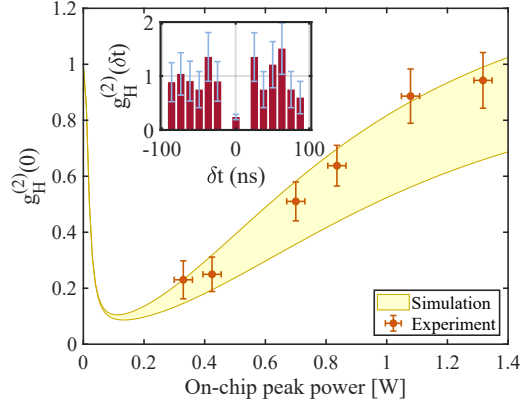 g_H^(2)(0)
1.2
1
0.8
0.6
0.4
0.2
0
0 0.2 0.4 0.6 0.8 1 1.2 1.4
On-chip peak power [W]
g_H^(2)(δt)
2
1
0
-100 0 100
δt (ns)
Simulation
Experiment